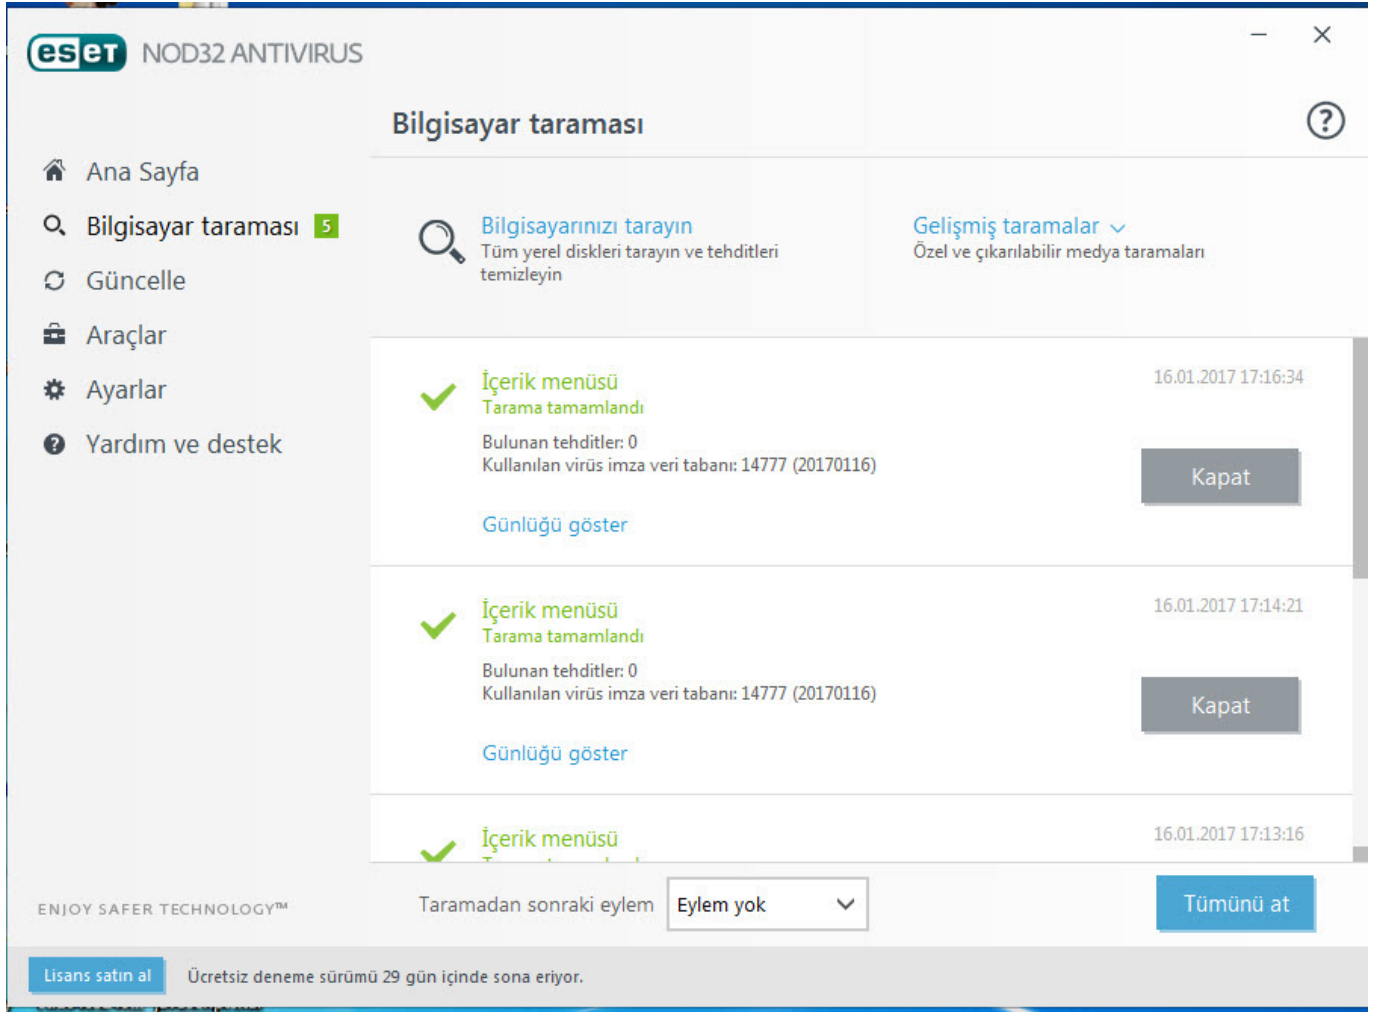 eset NOD32 ANTIVIRUS
Bilgisayar taraması
?
Ana Sayfa
Bilgisayar taraması 5
Güncelle
Araçlar
Ayarlar
Yardım ve destek
Bilgisayarınızı tarayın
Tüm yerel diskleri tarayın ve tehditleri
temizleyin
Gelişmiş taramalar
Özel ve çıkarılabilir medya taramaları
İçerik menüsü
16.01.2017 17:16:34
Tarama tamamlandı
Bulunan tehditler: 0
Kullanılan virüs imza veri tabanı: 14777 (20170116)
Kapat
Günlüğü göster
İçerik menüsü
16.01.2017 17:14:21
Tarama tamamlandı
Bulunan tehditler: 0
Kullanılan virüs imza veri tabanı: 14777 (20170116)
Kapat
Günlüğü göster
İçerik menüsü
16.01.2017 17:13:16
ENJOY SAFER TECHNOLOGY™
Taramadan sonraki eylem
Eylem yok
Tümünü at
Lisans satın al
Ücretsiz deneme sürümü 29 gün içinde sona eriyor.